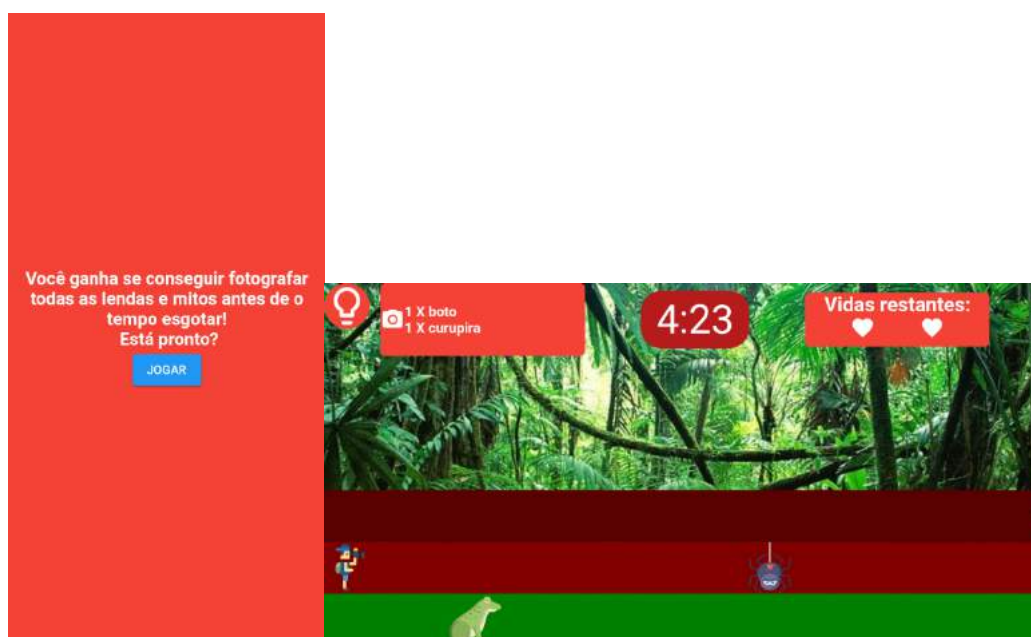 Você ganha se conseguir fotografar
todas as lendas e mitos antes de o
tempo esgotar!
Está pronto?
JOGAR
1 X boto
1 X curupira
4:23
Vidas restantes: